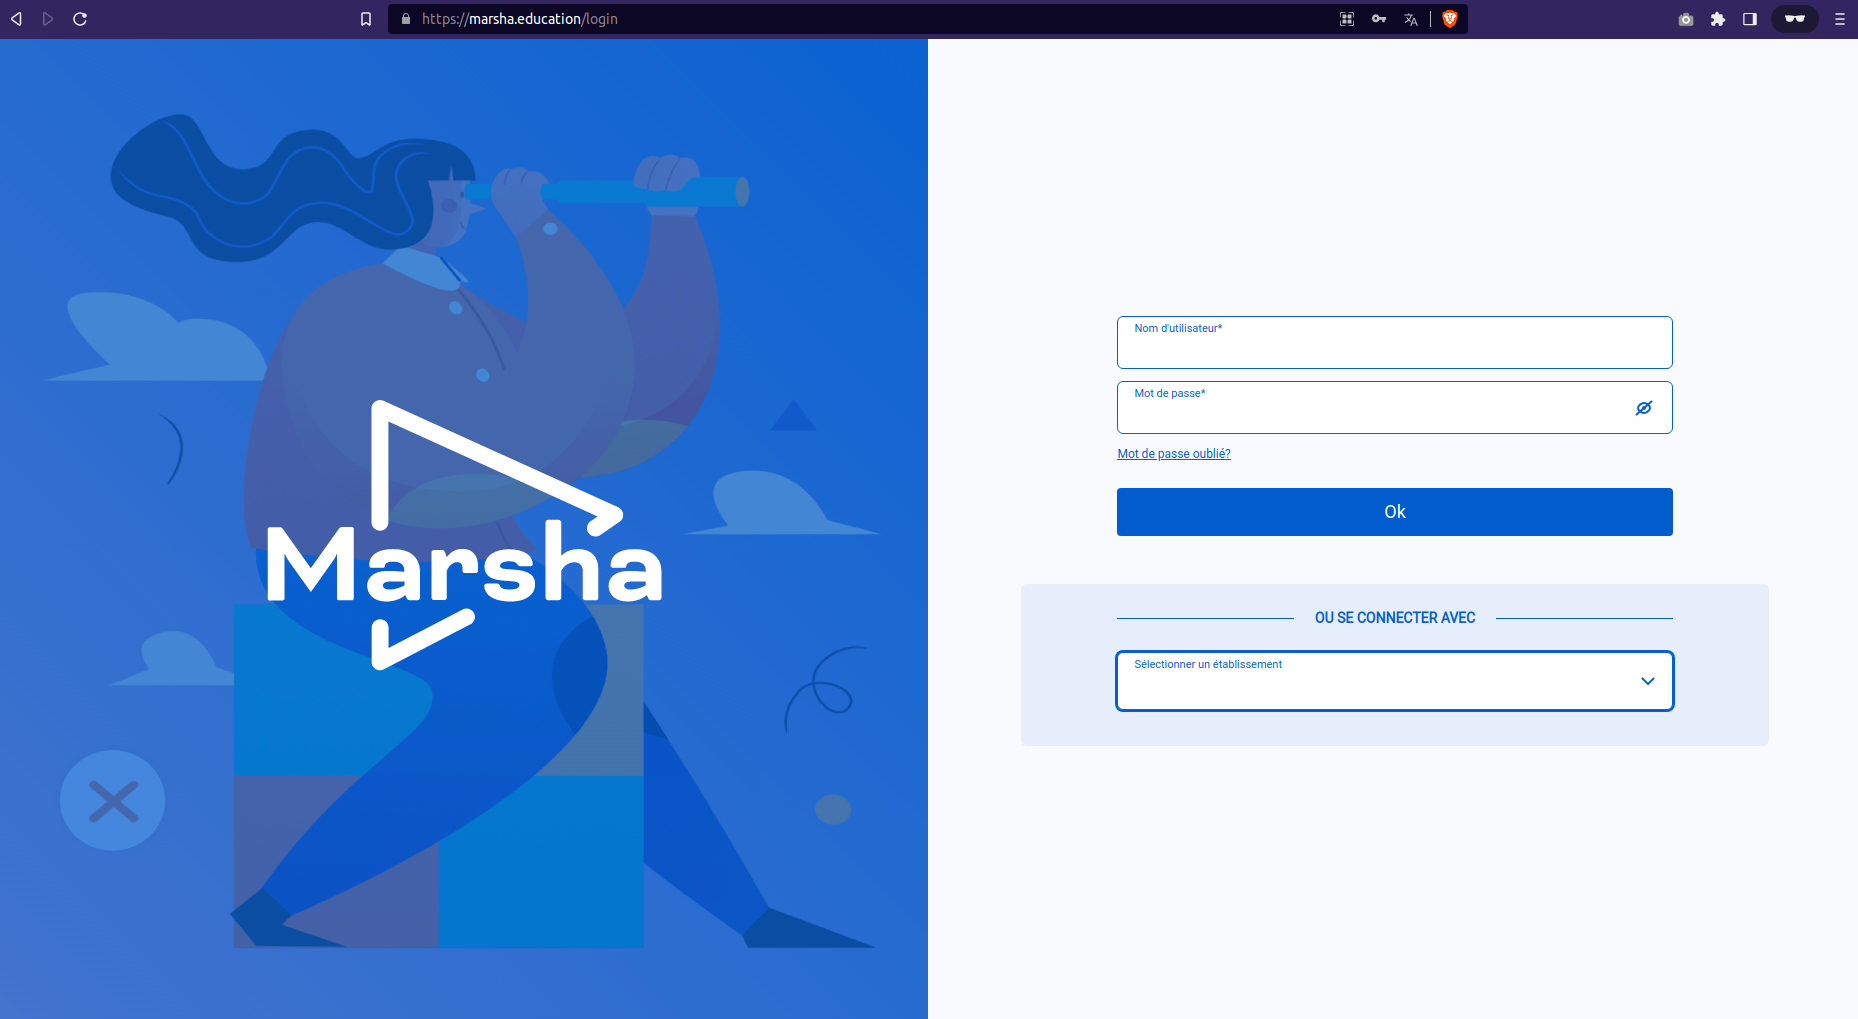 https://marsha.education/login
Marsha
Nom d'utilisateur*
Mot de passe*
Mot de passe oublié?
Ok
OU SE CONNECTER AVEC
Sélectionner un établissement